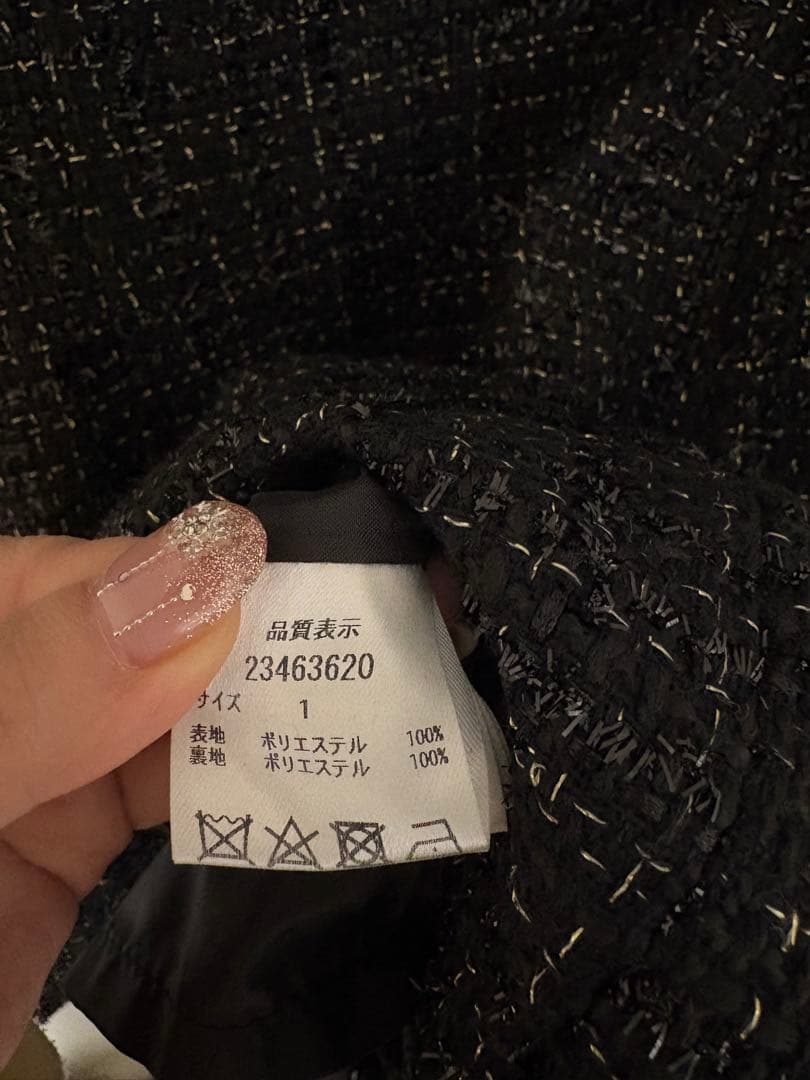 品質表示
23463620
サイズ 1
表地 ポリエステル 100%
裏地 ポリエステル 100%